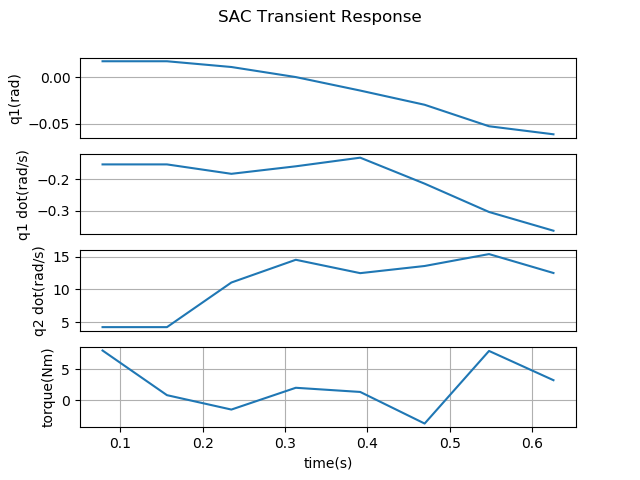 SAC Transient Response
0.00
−0.05
q1(rad)
−0.2
−0.3
q1 dot(rad/s)
15
10
5
q2 dot(rad/s)
5
0
torque(Nm)
0.1 0.2 0.3 0.4 0.5 0.6
time(s)